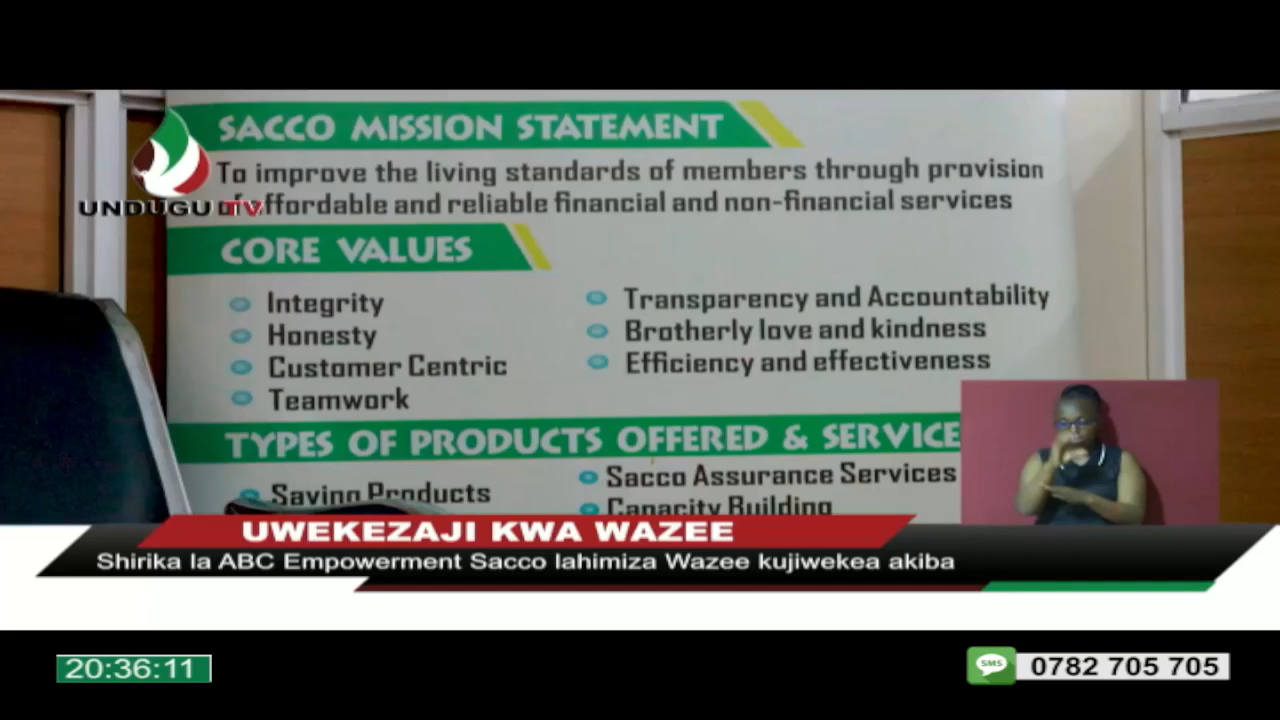 SACCO MISSION STATEMENT
To improve the living standards of members through provision
of affordable and reliable financial and non-financial services
UNDUGU TV
CORE VALUES
Integrity
Honesty
Customer Centric
Teamwork
Transparency and Accountability
Brotherly love and kindness
Efficiency and effectiveness
TYPES OF PRODUCTS OFFERED & SERVICE
Saving Products
Sacco Assurance Services
Capacity Building
UWEKEZAJI KWA WAZEE
Shirika la ABC Empowerment Sacco lahimiza Wazee kujiwekea akiba
20:36:11
SMS
0782 705 705